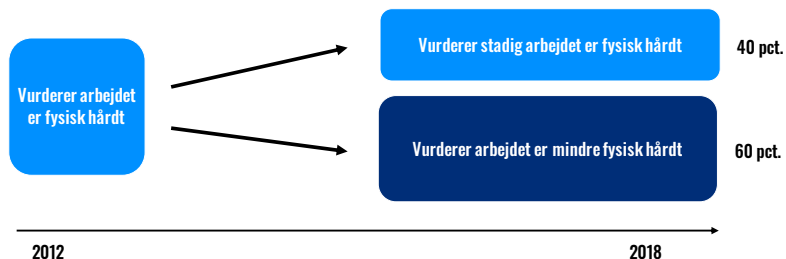 Vurderer arbejdet
er fysisk hårdt
Vurderer stadig arbejdet er fysisk hårdt
40 pct.
Vurderer arbejdet er mindre fysisk hårdt
60 pct.
2012
2018